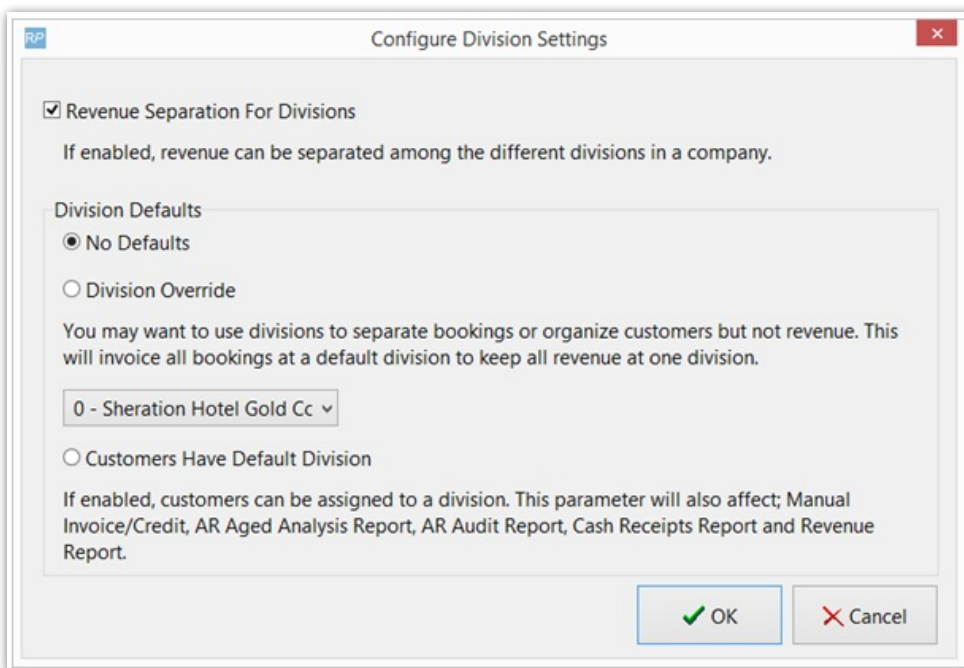 RP
Configure Division Settings
Revenue Separation For Divisions
If enabled, revenue can be separated among the different divisions in a company.
Division Defaults
No Defaults
Division Override
You may want to use divisions to separate bookings or organize customers but not revenue. This
will invoice all bookings at a default division to keep all revenue at one division.
0 - Sheration Hotel Gold Cc
Customers Have Default Division
If enabled, customers can be assigned to a division. This parameter will also affect; Manual
Invoice/Credit, AR Aged Analysis Report, AR Audit Report, Cash Receipts Report and Revenue
Report.
OK
Cancel